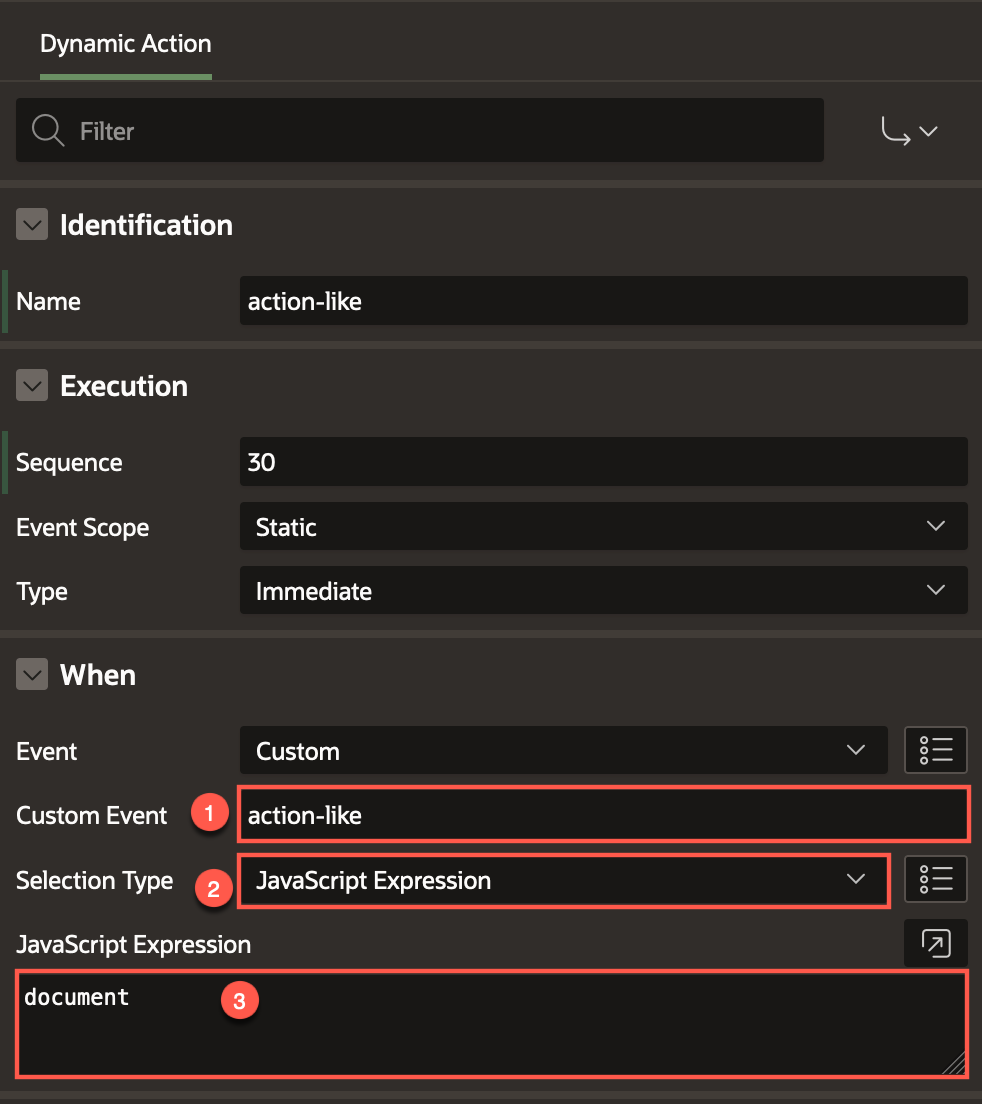 Dynamic Action
Filter
Identification
Name action-like
Execution
Sequence 30
Event Scope Static
Type Immediate
When
Event Custom
Custom Event 1 action-like
Selection Type 2 JavaScript Expression
JavaScript Expression
document 3